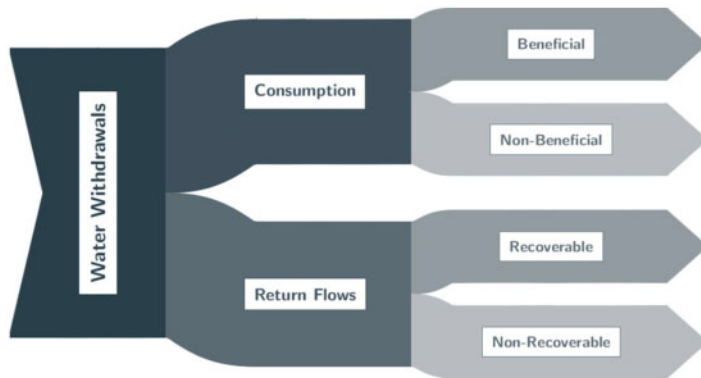 Water Withdrawals
Consumption
Beneficial
Non-Beneficial
Return Flows
Recoverable
Non-Recoverable